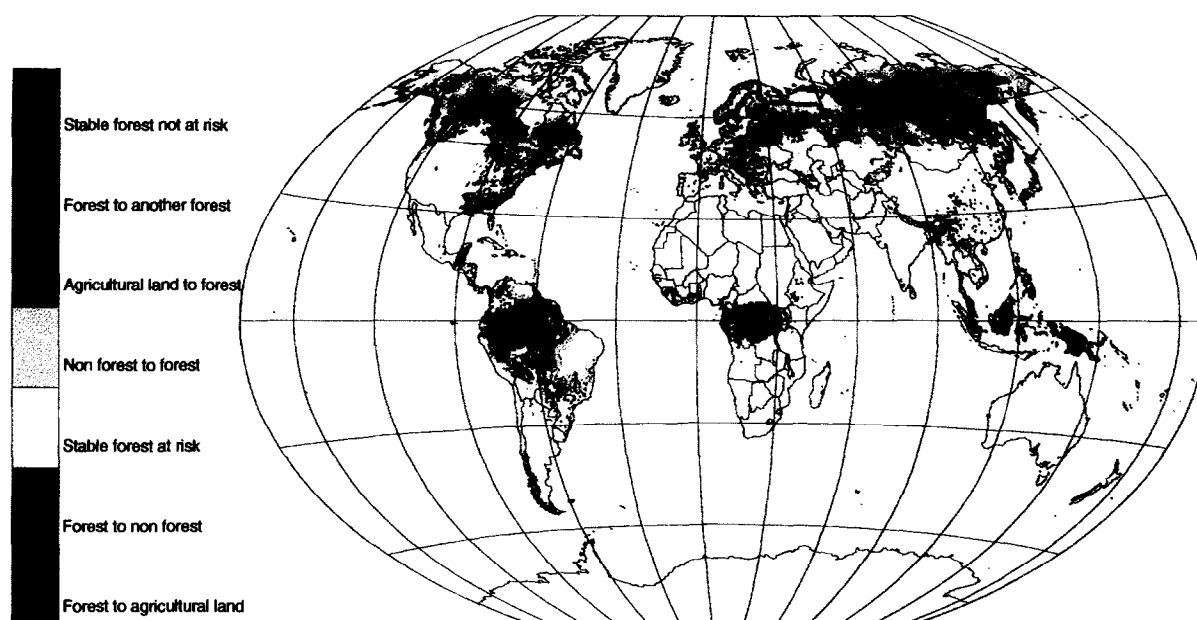 Stable forest not at risk
Forest to another forest
Agricultural land to forest
Non forest to forest
Stable forest at risk
Forest to non forest
Forest to agricultural land